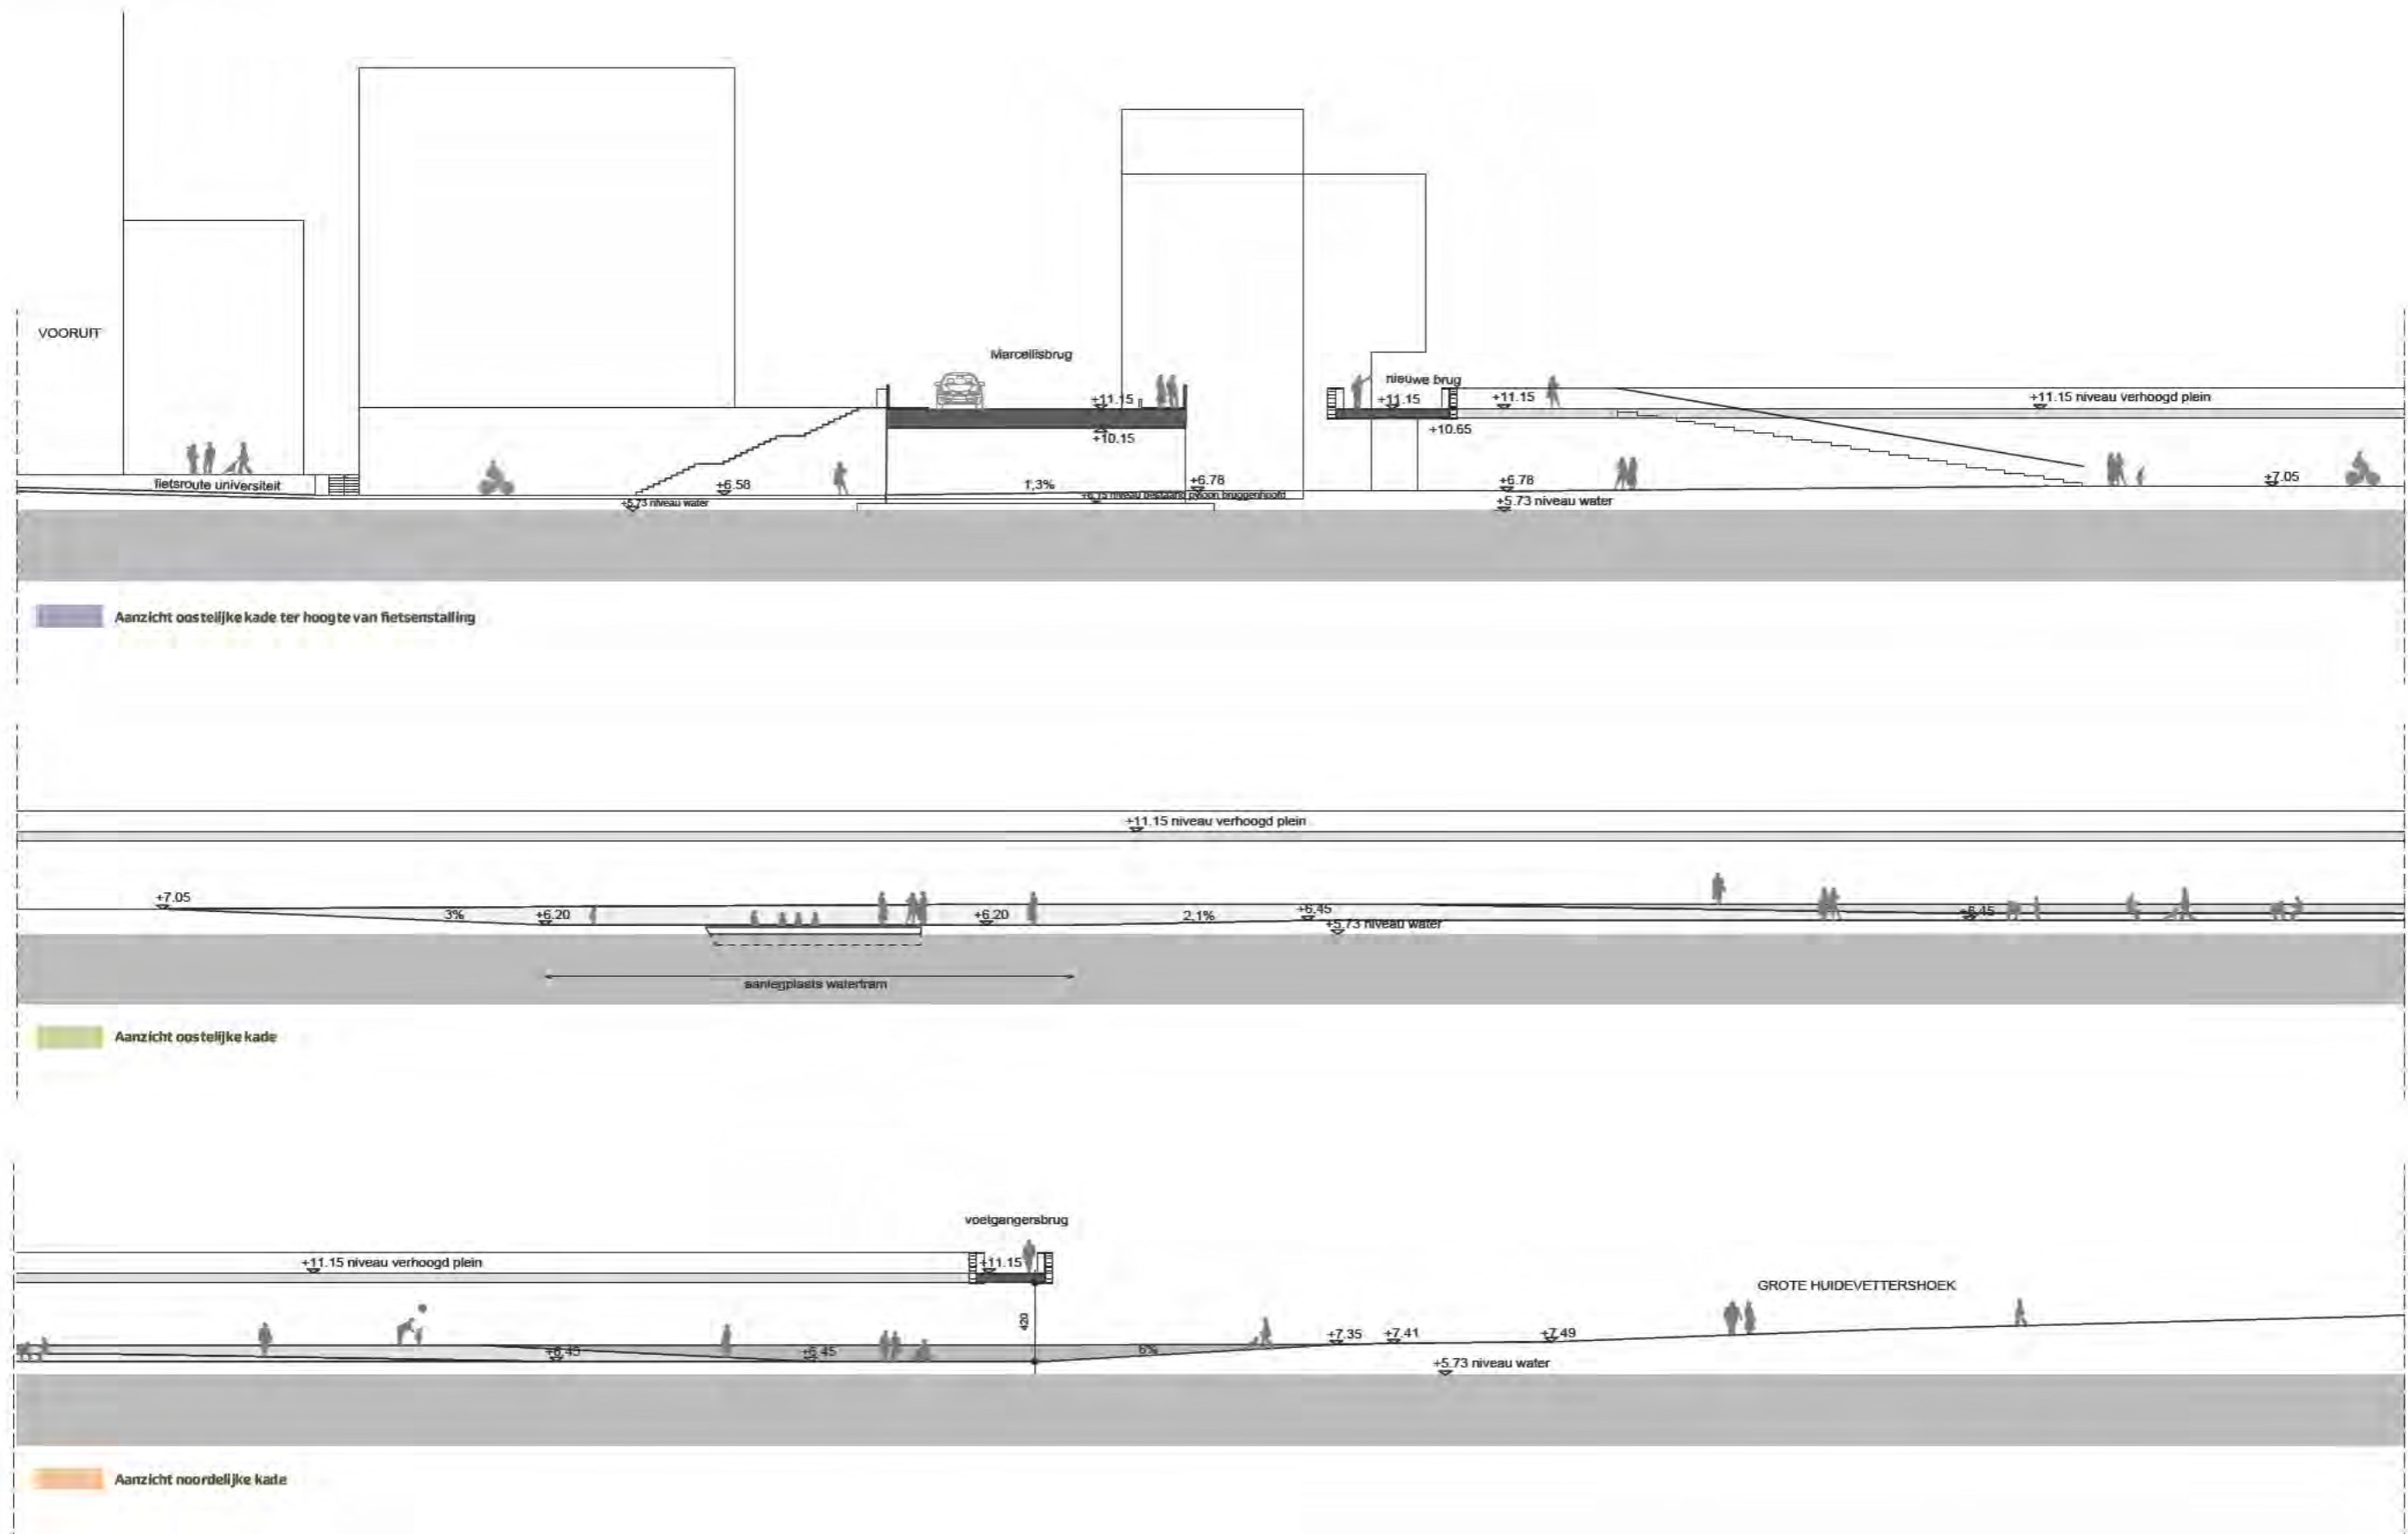 VOORUIT
Marcellisbrug
nieuwe brug
+11.15
+11.15
+11.15
+11.15 niveau verhoogd plein
+10.15
+10.65
fietsroute universiteit
+6.58
1,3%
+6.78
+6.78
+7.05
+5.73 niveau water
+6.15 niveau bestaand bruggenhoofd
+5.73 niveau water
Aanzicht oostelijke kade ter hoogte van fietsenstalling
+11.15 niveau verhoogd plein
+7.05
3%
+6.20
+6.20
2,1%
+6.45
+6.45
+5.73 niveau water
aanlegplaats watertram
Aanzicht oostelijke kade
voetgangersbrug
+11.15 niveau verhoogd plein
+11.15
GROTE HUIDEVETTERSHOEK
420
+7.35
+7.41
+7.49
+6.45
+6.45
6%
+5.73 niveau water
Aanzicht noordelijke kade